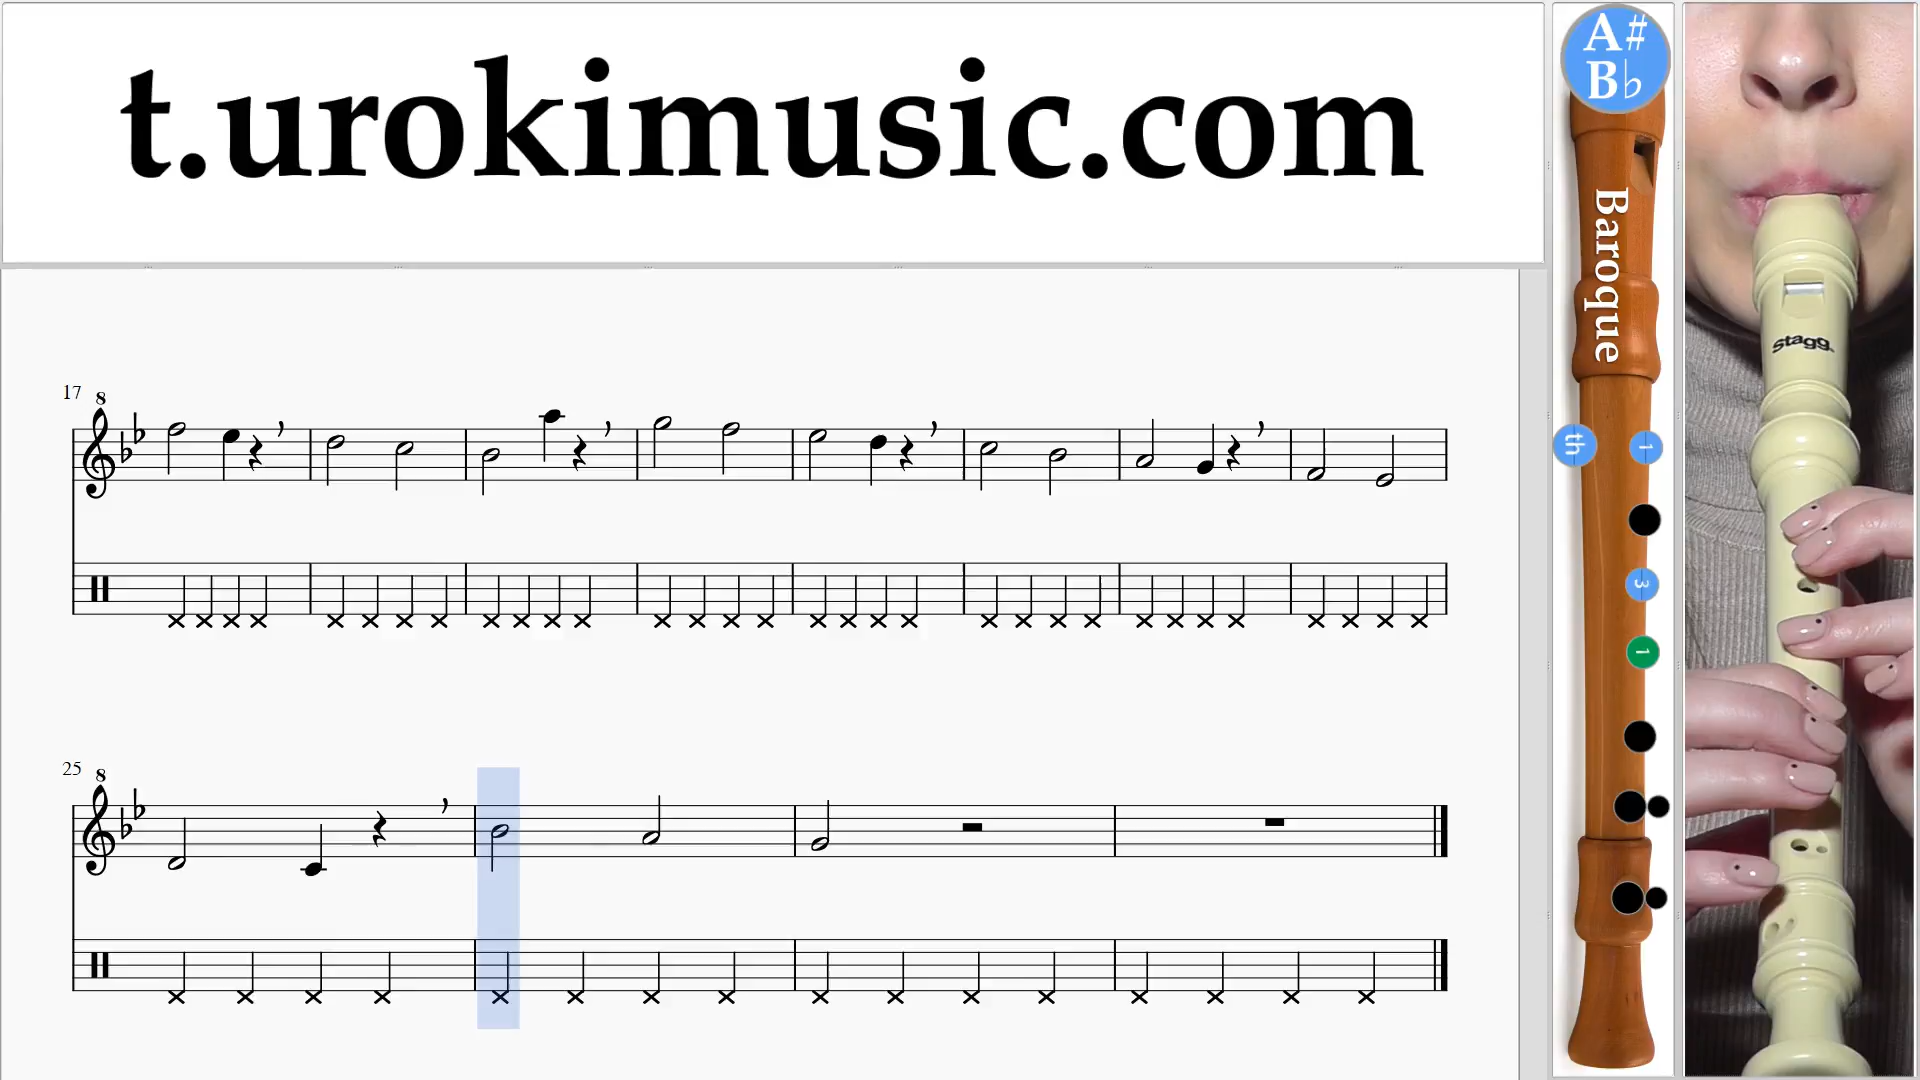 t.urokimusic.com
A♯
B♭
Baroque
th
1
3
1
Stagg
17
8
25
8